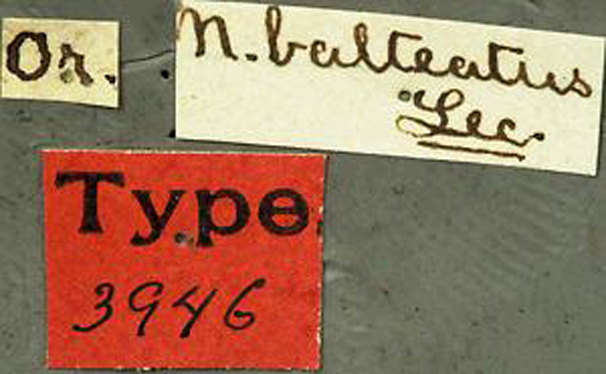 Or.
N. balteatus
Lec.
Type
3946